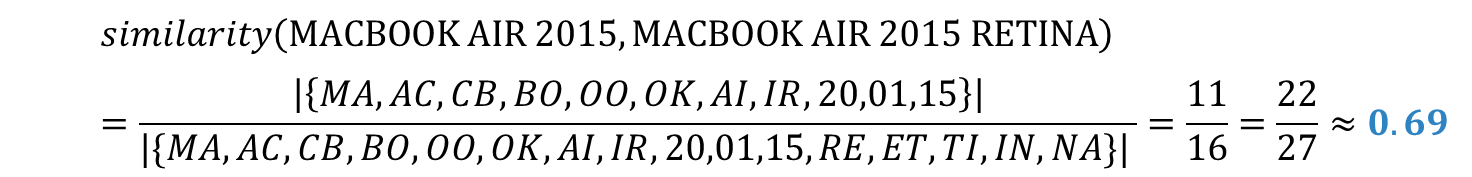 similarity(MACBOOK AIR 2015, MACBOOK AIR 2015 RETINA)
= |{MA, AC, CB, BO, OO, OK, AI, IR, 20,01,15}| / |{MA, AC, CB, BO, OO, OK, AI, IR, 20,01,15, RE, ET, TI, IN, NA}| = 11/16 = 22/27 ≈ 0.69